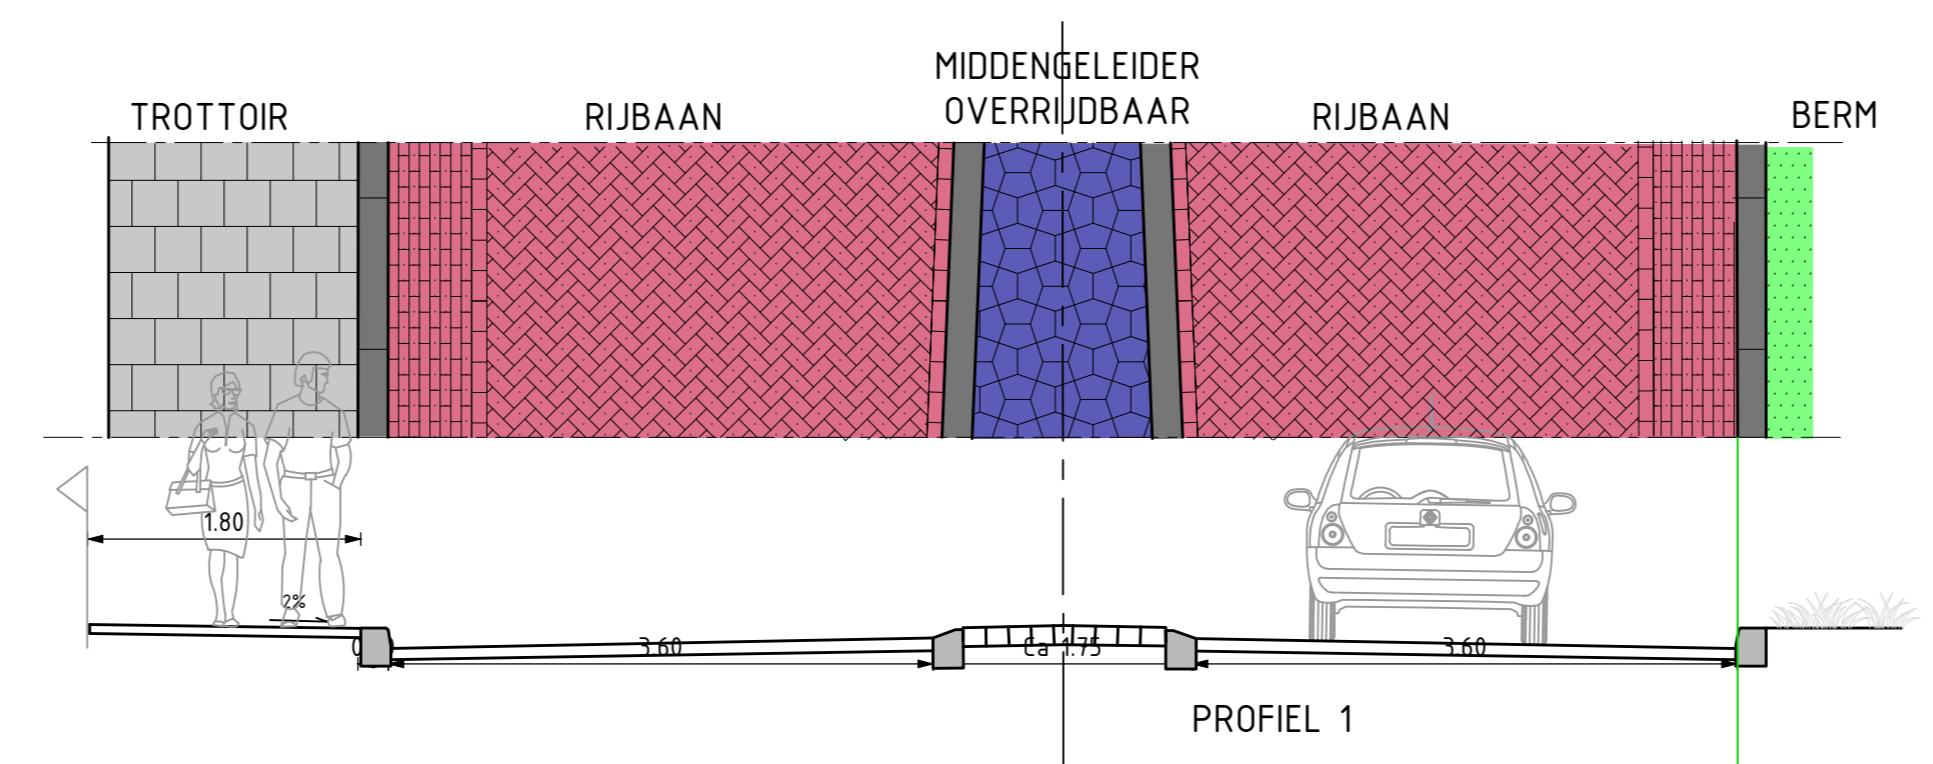 MIDDENGELEIDER
TROTTOIR RIJBAAN OVERRIJDBAAR RIJBAAN BERM
1.80
2%
3.60 Ca 1.75 3.60
PROFIEL 1